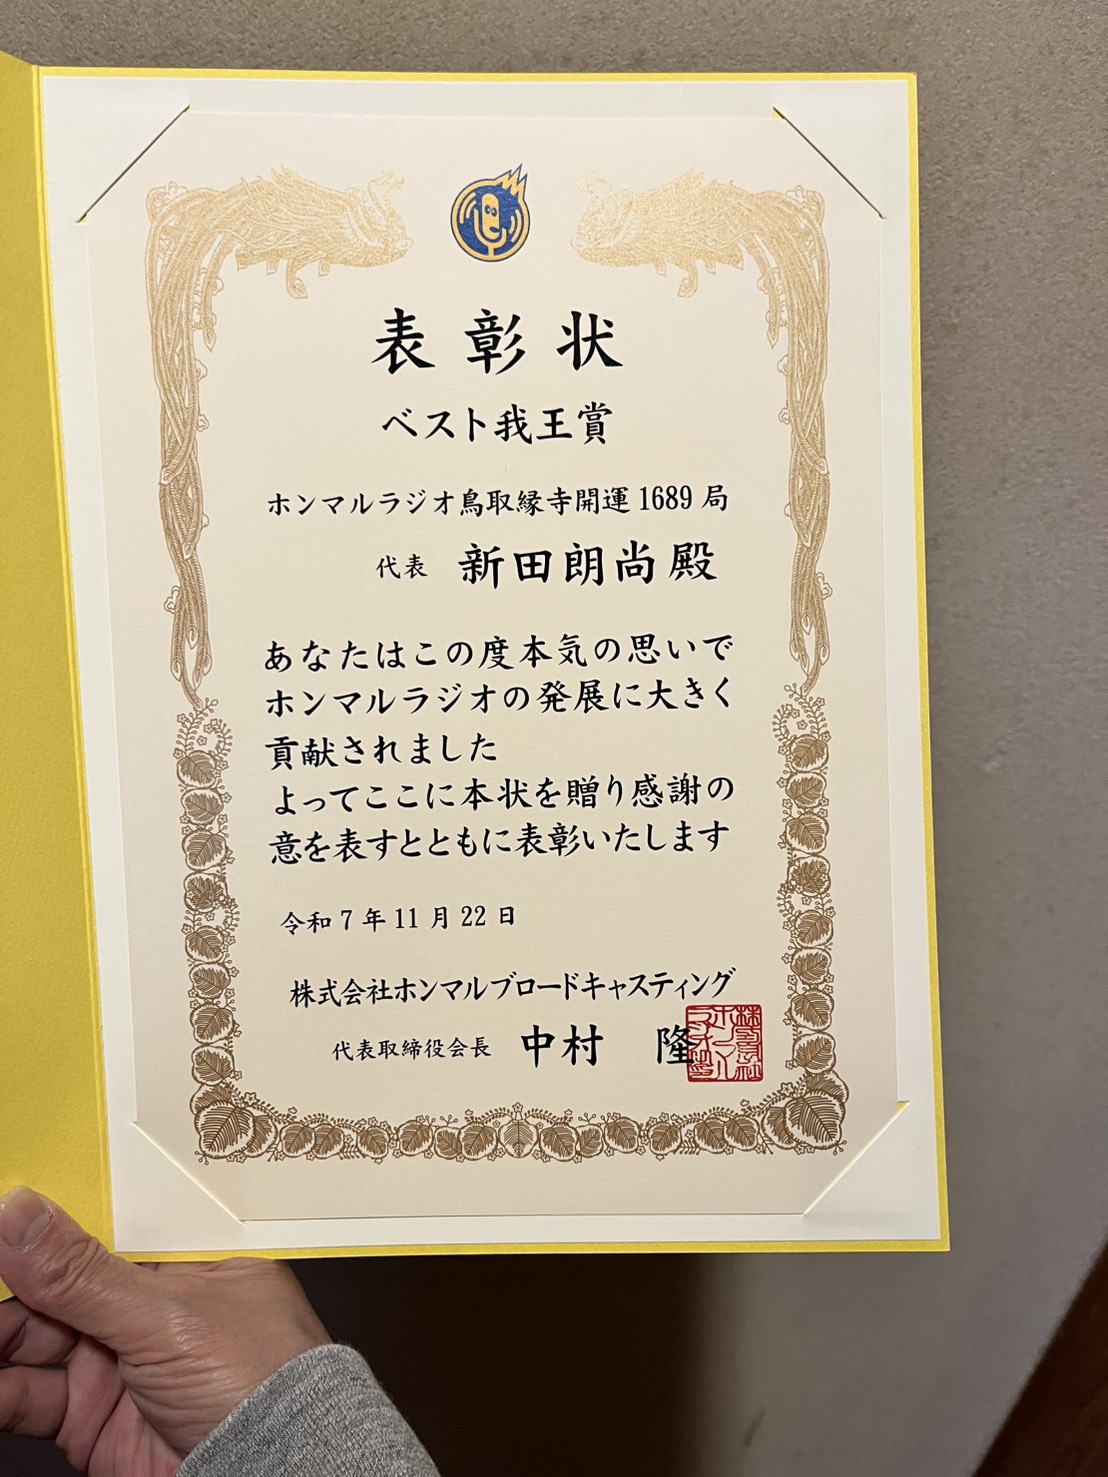 表彰状
ベスト我王賞
ホンマルラジオ鳥取縁寺開運1689局
代表 新田朗尚殿
あなたはこの度本気の思いで
ホンマルラジオの発展に大きく
貢献されました
よってここに本状を贈り感謝の
意を表すとともに表彰いたします
令和7年11月22日
株式会社ホンマルブロードキャスティング
代表取締役会長 中村 隆